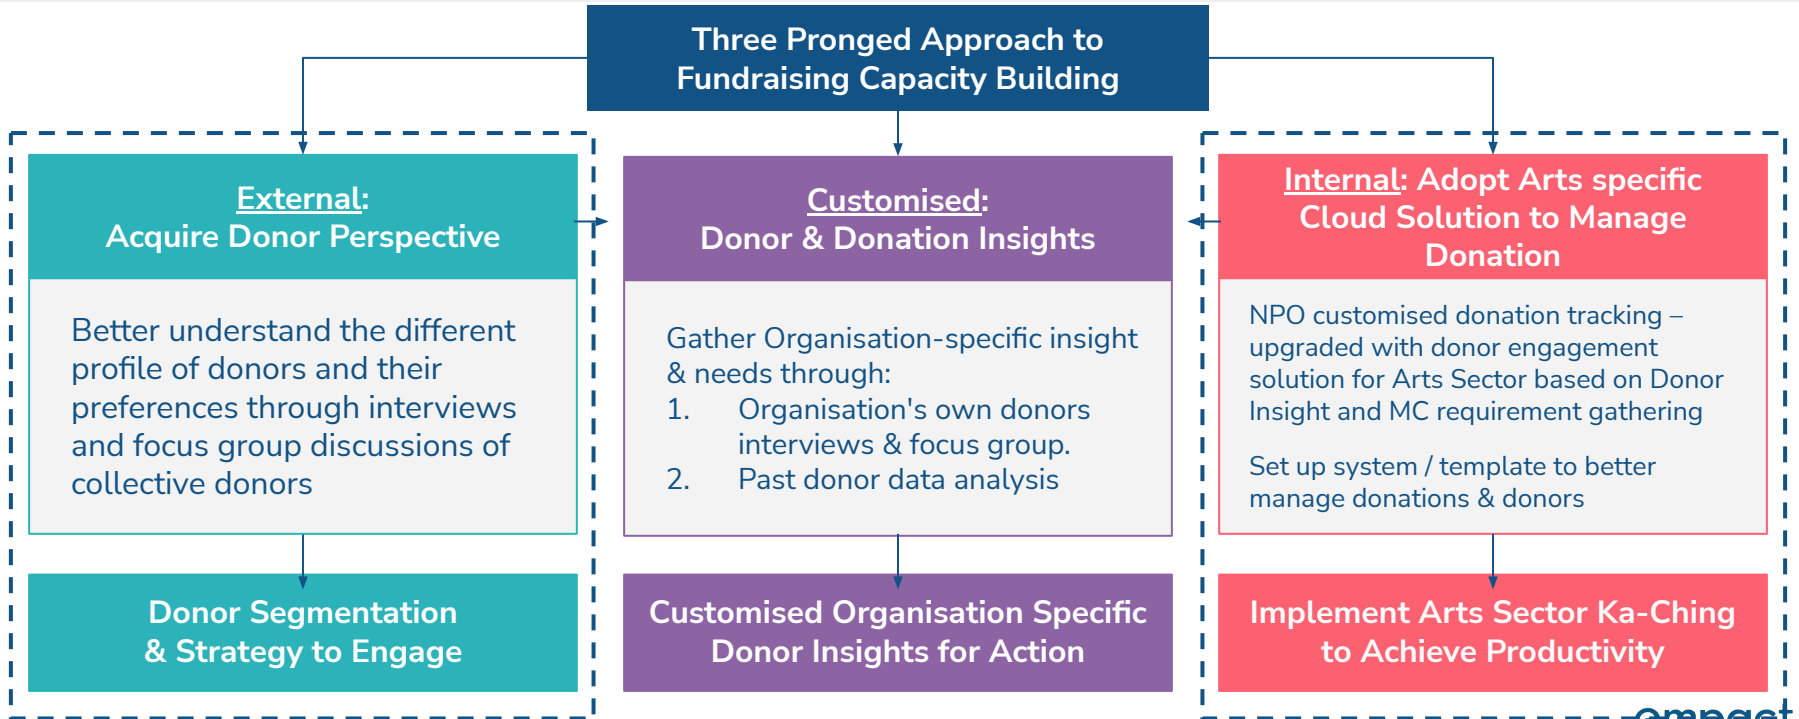 Three Pronged Approach to
Fundraising Capacity Building
External:
Acquire Donor Perspective
Better understand the different
profile of donors and their
preferences through interviews
and focus group discussions of
collective donors
Donor Segmentation
& Strategy to Engage
Customised:
Donor & Donation Insights
Gather Organisation-specific insight
& needs through:
1. Organisation's own donors
interviews & focus group.
2. Past donor data analysis
Customised Organisation Specific
Donor Insights for Action
Internal: Adopt Arts specific
Cloud Solution to Manage
Donation
NPO customised donation tracking –
upgraded with donor engagement
solution for Arts Sector based on Donor
Insight and MC requirement gathering
Set up system / template to better
manage donations & donors
Implement Arts Sector Ka-Ching
to Achieve Productivity
empact